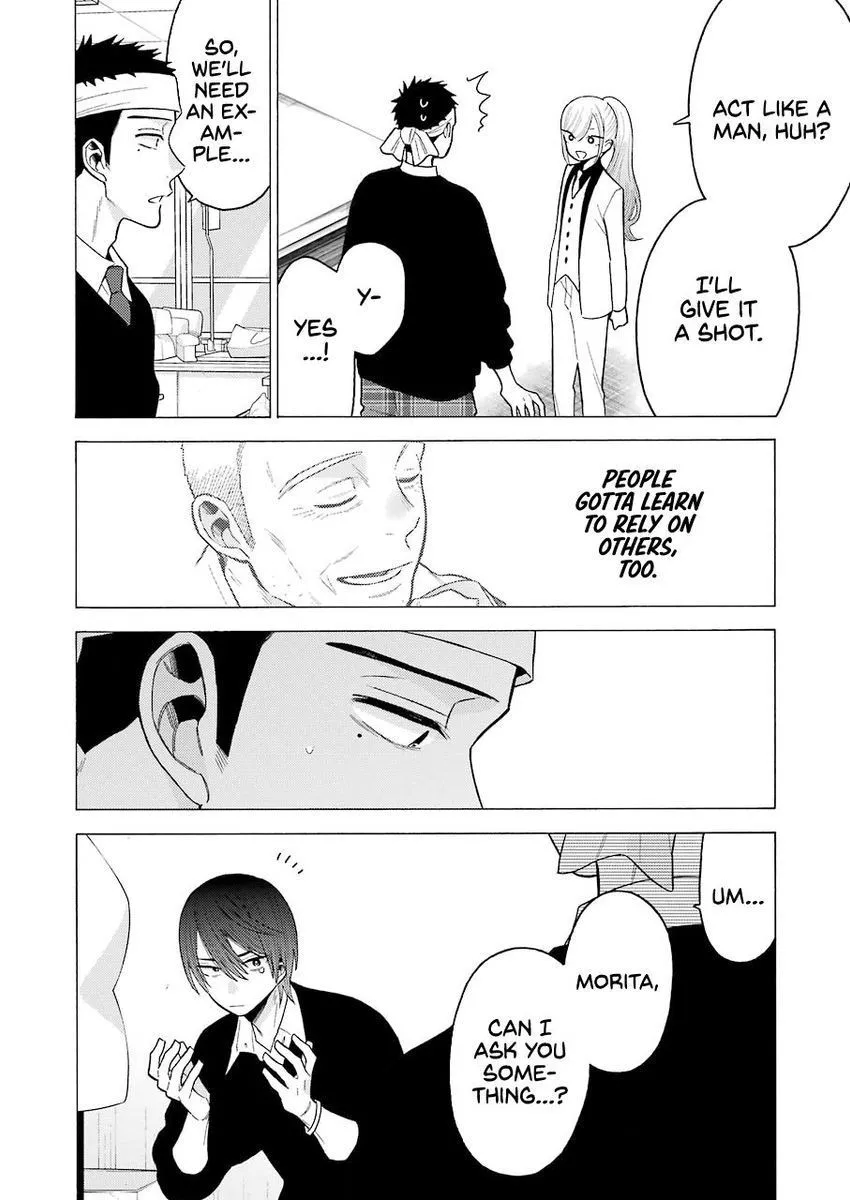 ACT LIKE A
MAN, HUH?
I'LL
GIVE IT
A SHOT.
Y-
YES
...!
SO,
WE'LL
NEED
AN EX-
AM-
PLE...
PEOPLE
GOTTA LEARN
TO RELY ON
OTHERS,
TOO.
UM...
MORITA,
CAN I
ASK YOU
SOME-
THING...?